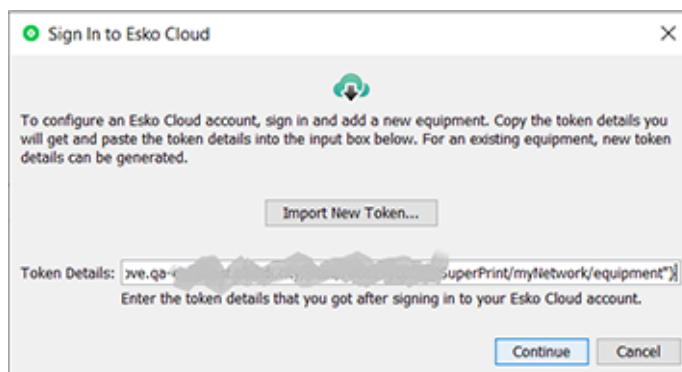 Sign In to Esko Cloud
To configure an Esko Cloud account, sign in and add a new equipment. Copy the token details you
will get and paste the token details into the input box below. For an existing equipment, new token
details can be generated.
Import New Token...
Token Details: ove.qa- SuperPrint/myNetwork/equipment"}
Enter the token details that you got after signing in to your Esko Cloud account.
Continue Cancel